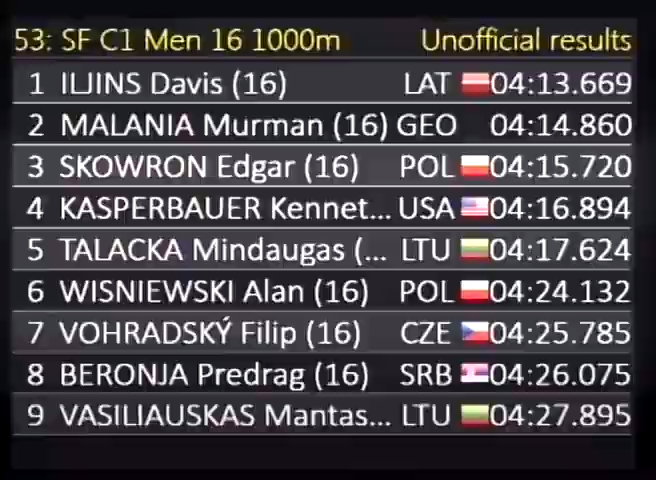 53: SF C1 Men 16 1000m Unofficial results
1 ILJINS Davis (16) LAT 04:13.669
2 MALANIA Murman (16) GEO 04:14.860
3 SKOWRON Edgar (16) POL 04:15.720
4 KASPERBAUER Kennet... USA 04:16.894
5 TALACKA Mindaugas (... LTU 04:17.624
6 WISNIEWSKI Alan (16) POL 04:24.132
7 VOHRADSKÝ Filip (16) CZE 04:25.785
8 BERONJA Predrag (16) SRB 04:26.075
9 VASILIAUSKAS Mantas... LTU 04:27.895